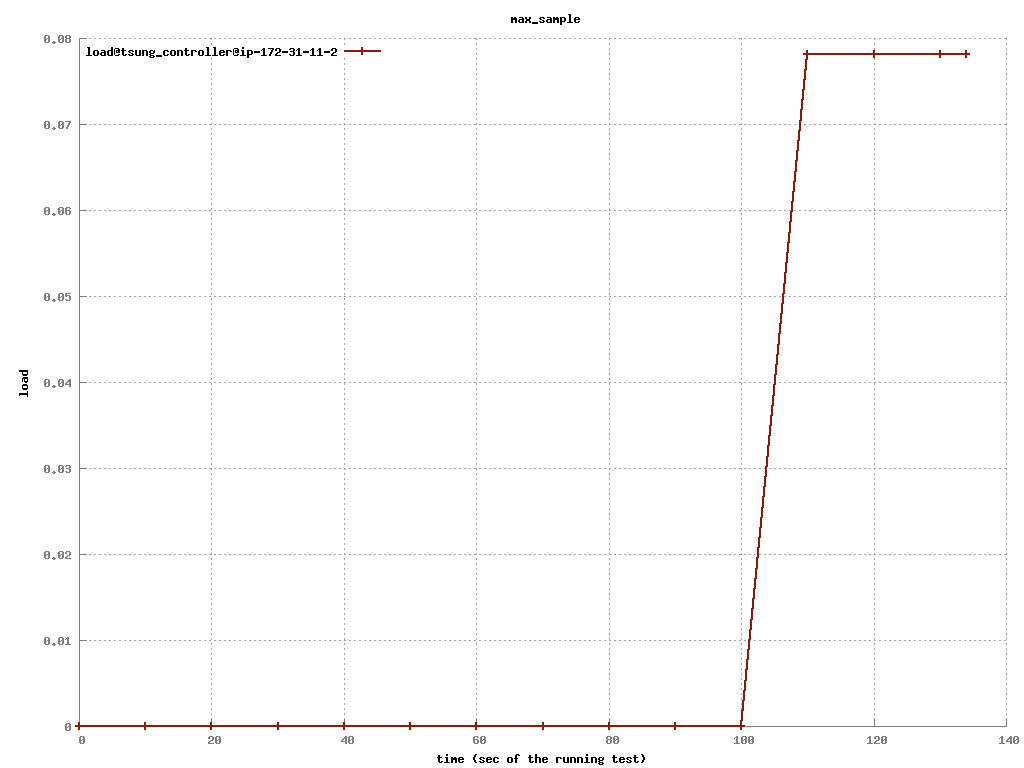 max_sample
load@tsung_controller@ip-172-31-11-2
0.08
0.07
0.06
0.05
0.04
0.03
0.02
0.01
0
load
0 20 40 60 80 100 120 140
time (sec of the running test)